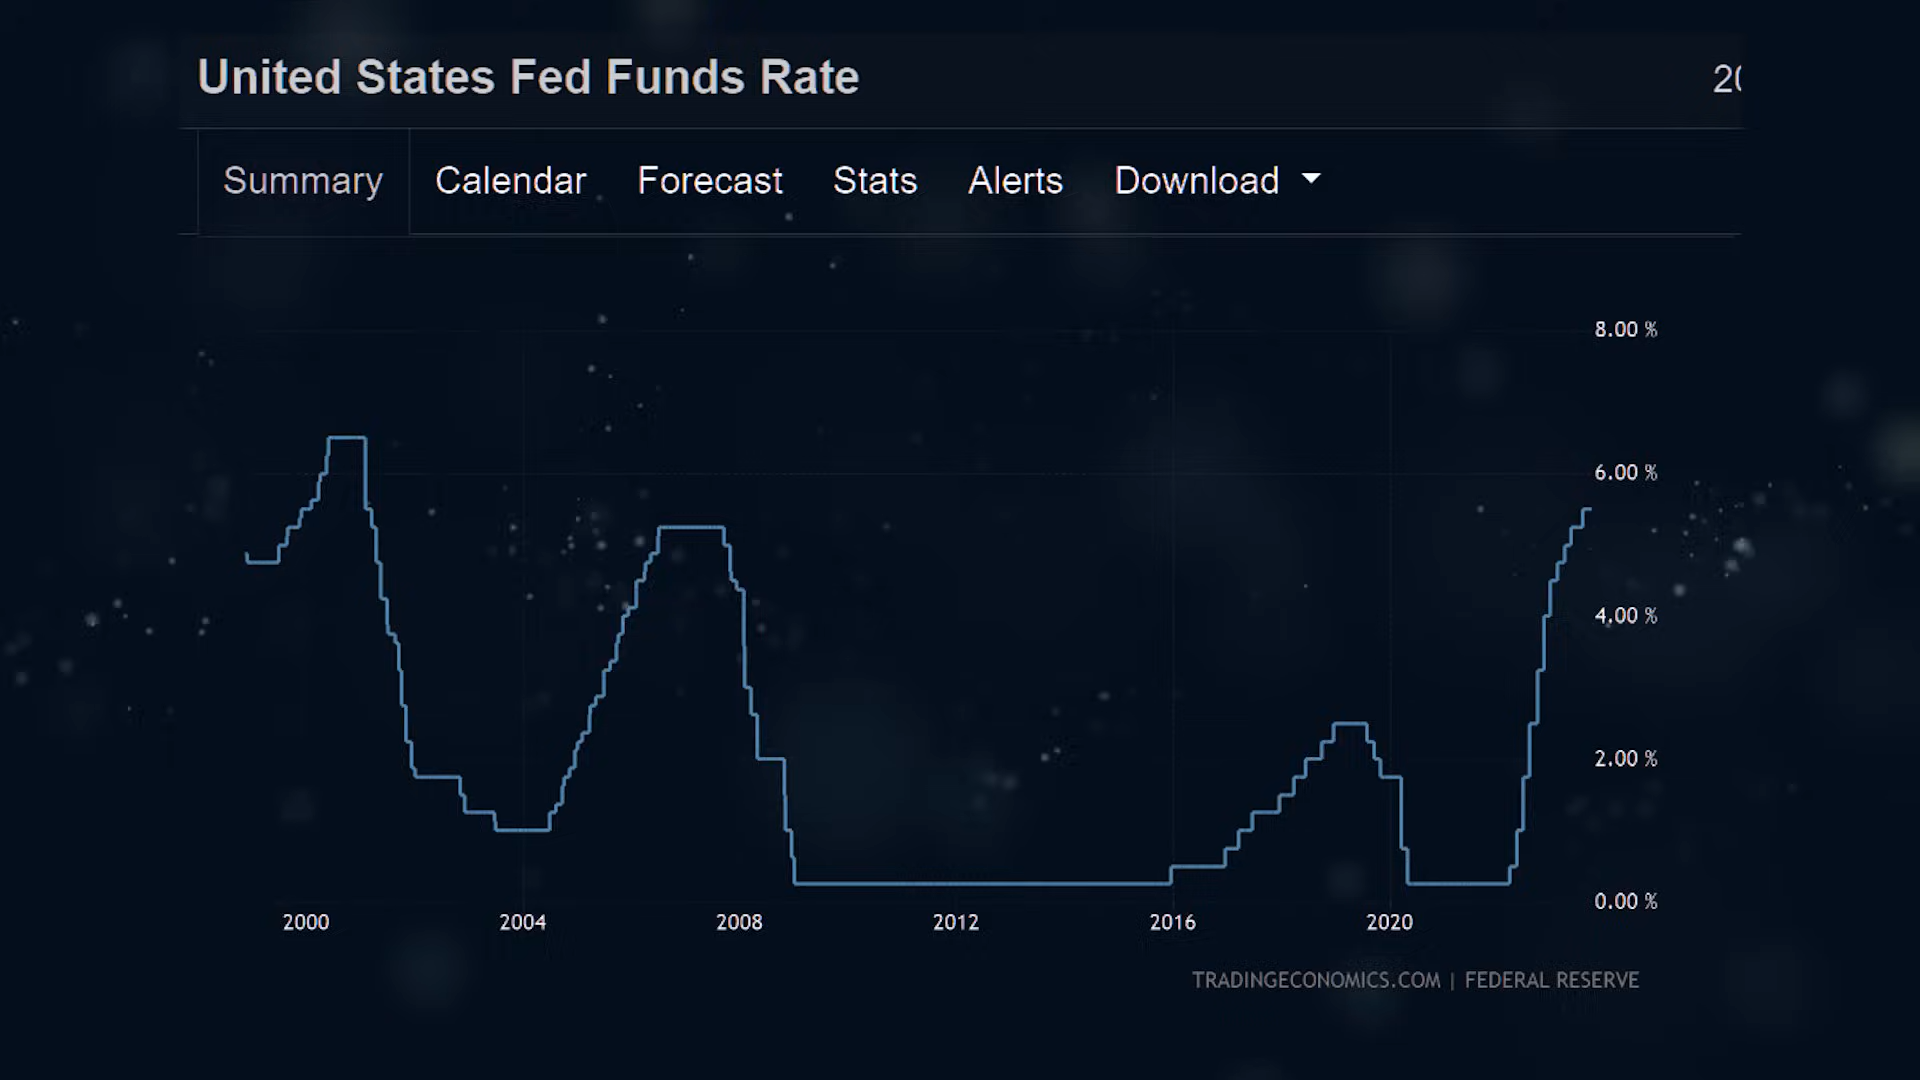 United States Fed Funds Rate
Summary Calendar Forecast Stats Alerts Download
8.00 %
6.00 %
4.00 %
2.00 %
0.00 %
2000 2004 2008 2012 2016 2020
TRADINGECONOMICS.COM | FEDERAL RESERVE